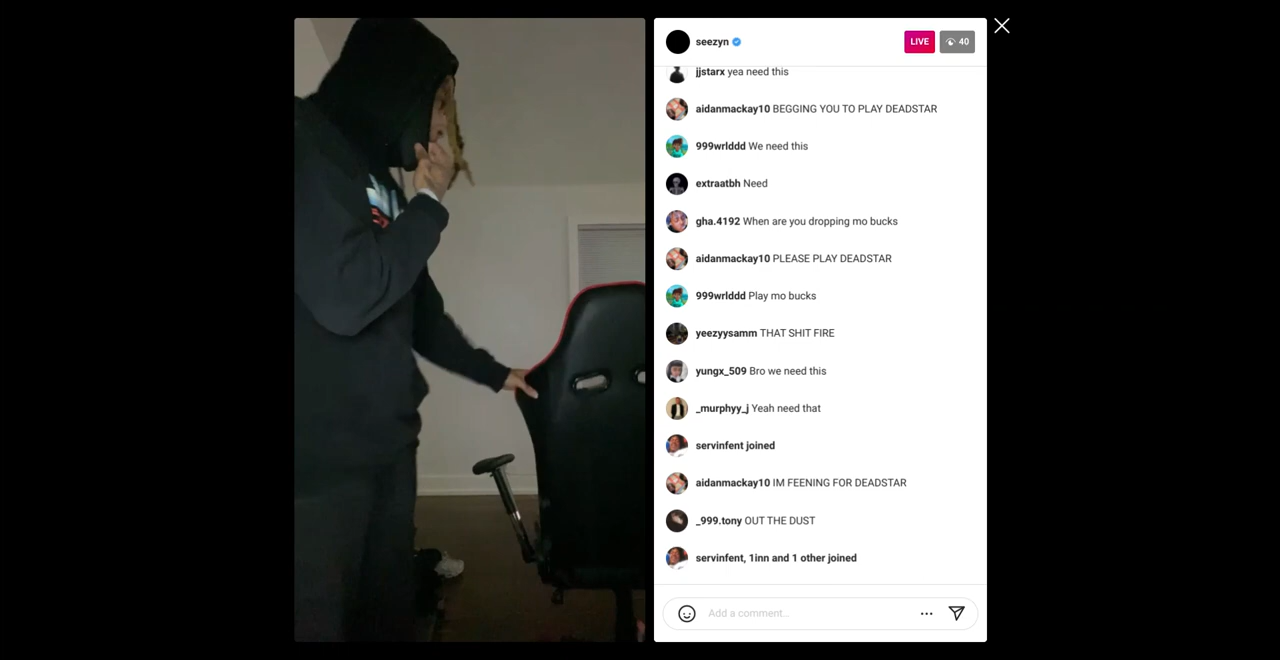 seezyn
LIVE
40
jjstarx yea need this
aidanmackay10 BEGGING YOU TO PLAY DEADSTAR
999wrlddd We need this
extraatbh Need
gha.4192 When are you dropping mo bucks
aidanmackay10 PLEASE PLAY DEADSTAR
999wrlddd Play mo bucks
yeezyysamm THAT SHIT FIRE
yungx_509 Bro we need this
_murphyy_j Yeah need that
servinfent joined
aidanmackay10 IM FEENING FOR DEADSTAR
_999.tony OUT THE DUST
servinfent, 1inn and 1 other joined
Add a comment...